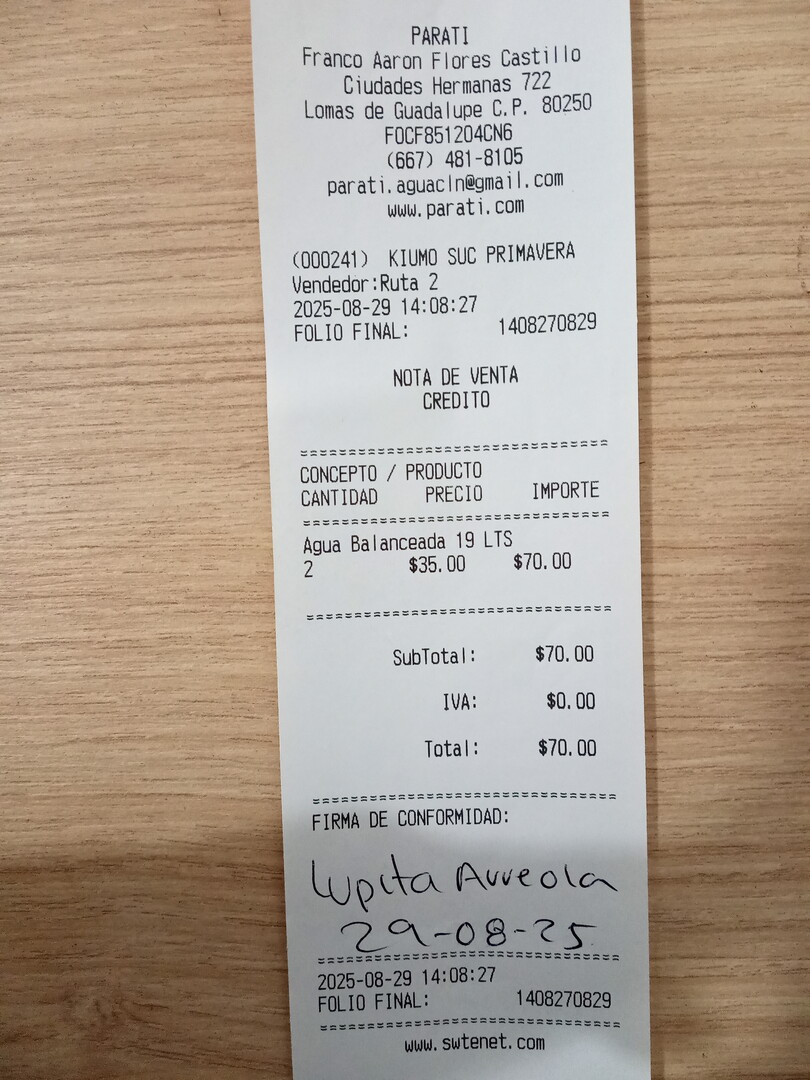 PARATI
Franco Aaron Flores Castillo
Ciudades Hermanas 722
Lomas de Guadalupe C.P. 80250
FOCF851204CN6
(667) 481-8105
parati.aguacln@gmail.com
www.parati.com
(000241) KIUMO SUC PRIMAVERA
Vendedor:Ruta 2
2025-08-29 14:08:27
FOLIO FINAL: 1408270829
NOTA DE VENTA
CREDITO
CONCEPTO / PRODUCTO
CANTIDAD PRECIO IMPORTE
Agua Balanceada 19 LTS
2 $35.00 $70.00
SubTotal: $70.00
IVA: $0.00
Total: $70.00
FIRMA DE CONFORMIDAD:
Lupita Arreola
29-08-25
2025-08-29 14:08:27
FOLIO FINAL: 1408270829
www.swtenet.com